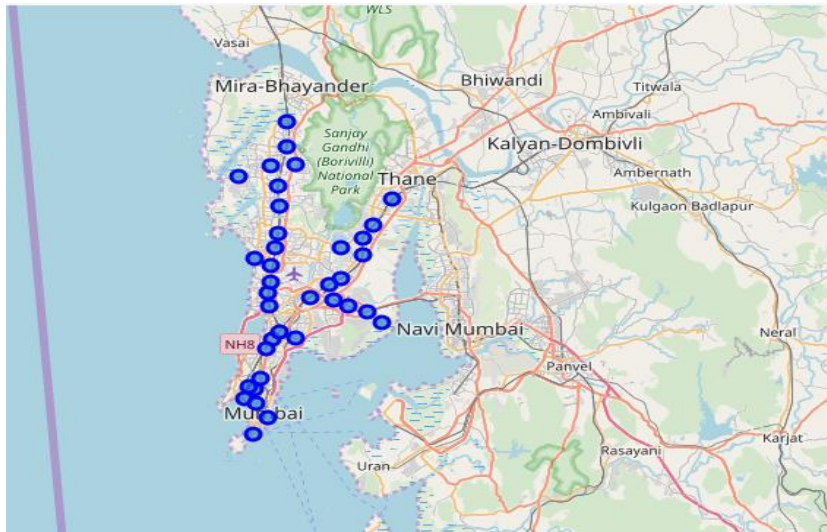 WLS
Vasai
Mira-Bhayander
Bhiwandi
Titwala
Ambivali
Sanjay
Gandhi
(Borivilli)
National
Park
Kalyan-Dombivli
Thane
Ambernath
Kulgaon Badlapur
NH8
Navi Mumbai
Neral
Panvel
Mumbai
Karjat
Rasayani
Uran